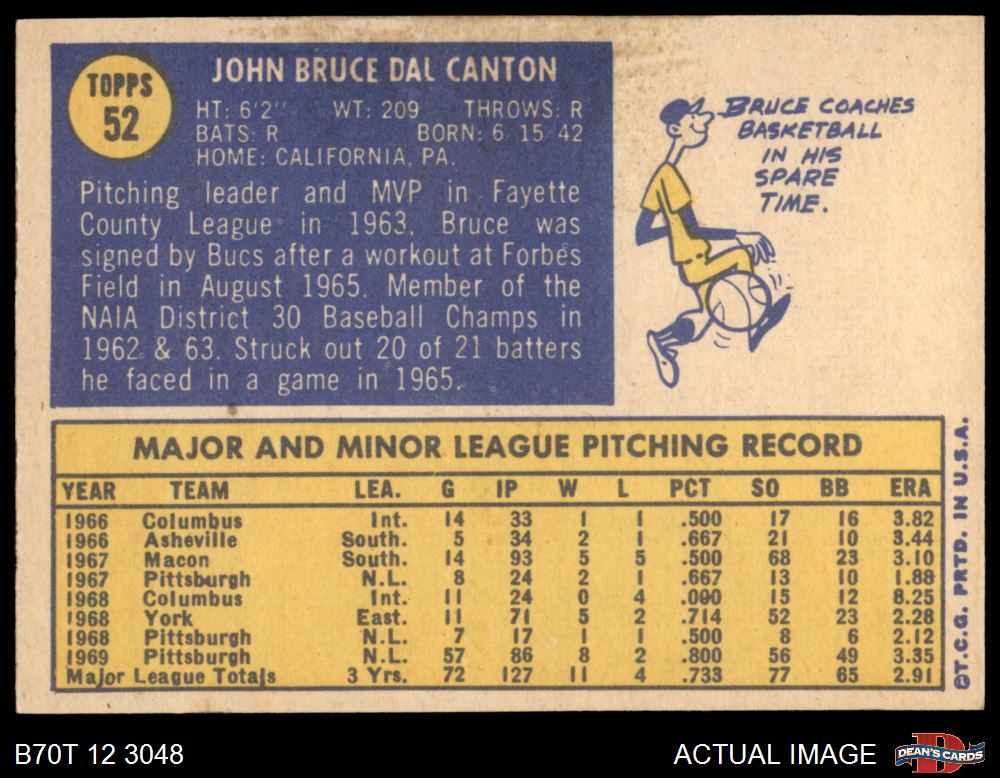 TOPPS
52
JOHN BRUCE DAL CANTON
HT: 6'2" WT: 209 THROWS: R
BATS: R BORN: 6 15 42
HOME: CALIFORNIA, PA.
Pitching leader and MVP in Fayette
County League in 1963. Bruce was
signed by Bucs after a workout at Forbes
Field in August 1965. Member of the
NAIA District 30 Baseball Champs in
1962 & 63. Struck out 20 of 21 batters
he faced in a game in 1965.
BRUCE COACHES
BASKETBALL
IN HIS
SPARE
TIME.
MAJOR AND MINOR LEAGUE PITCHING RECORD
YEAR TEAM LEA. G IP W L PCT SO BB ERA
1966 Columbus Int. 14 33 1 1 .500 17 16 3.82
1966 Asheville South. 5 34 2 1 .667 21 10 3.44
1967 Macon South. 14 93 5 5 .500 68 23 3.10
1967 Pittsburgh N.L. 8 24 2 1 .667 13 10 1.88
1968 Columbus Int. 11 24 0 4 .000 15 12 8.25
1968 York East. 11 71 5 2 .714 52 23 2.28
1968 Pittsburgh N.L. 7 17 1 1 .500 8 6 2.12
1969 Pittsburgh N.L. 57 86 8 2 .800 56 49 3.35
Major League Totals 3 Yrs. 72 127 11 4 .733 77 65 2.91
©T.C.G. PRTD. IN U.S.A.
B70T 12 3048
ACTUAL IMAGE
DEAN'S CARDS